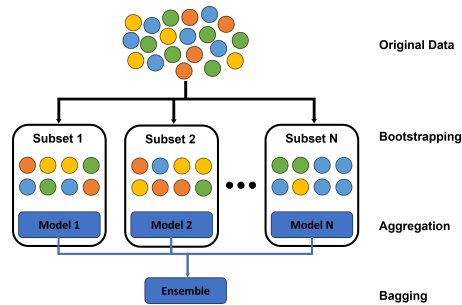 Original Data
Subset 1
Subset 2
Subset N
Bootstrapping
Model 1
Model 2
Model N
Aggregation
Ensemble
Bagging